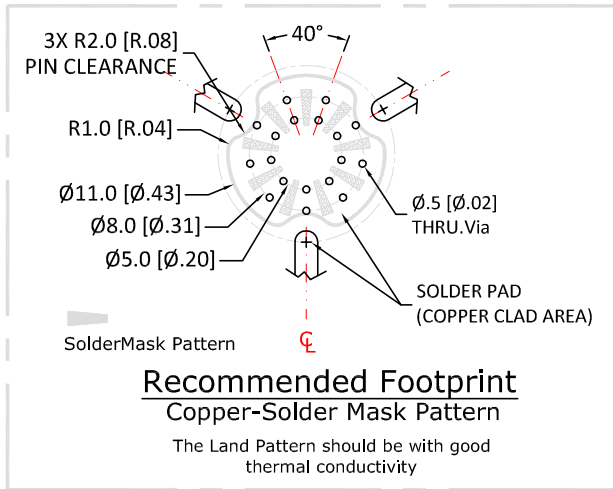 3X R2.0 [R.08]
PIN CLEARANCE
40°
R1.0 [R.04]
Ø11.0 [Ø.43]
Ø8.0 [Ø.31]
Ø5.0 [Ø.20]
Ø.5 [Ø.02]
THRU.Via
SOLDER PAD
(COPPER CLAD AREA)
℄
SolderMask Pattern
Recommended Footprint
Copper-Solder Mask Pattern
The Land Pattern should be with good
thermal conductivity